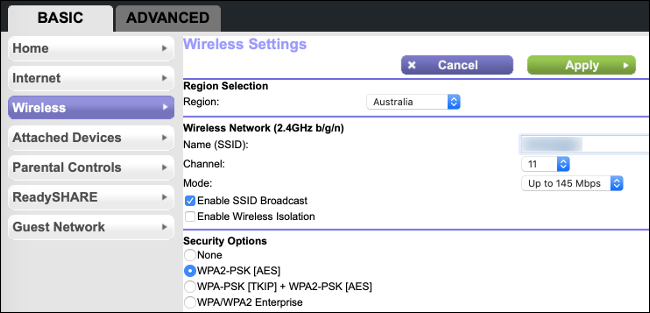 BASIC
ADVANCED
Home
Internet
Wireless
Attached Devices
Parental Controls
ReadySHARE
Guest Network
Wireless Settings
Cancel
Apply
Region Selection
Region: Australia
Wireless Network (2.4GHz b/g/n)
Name (SSID):
Channel: 11
Mode: Up to 145 Mbps
Enable SSID Broadcast
Enable Wireless Isolation
Security Options
None
WPA2-PSK [AES]
WPA-PSK [TKIP] + WPA2-PSK [AES]
WPA/WPA2 Enterprise